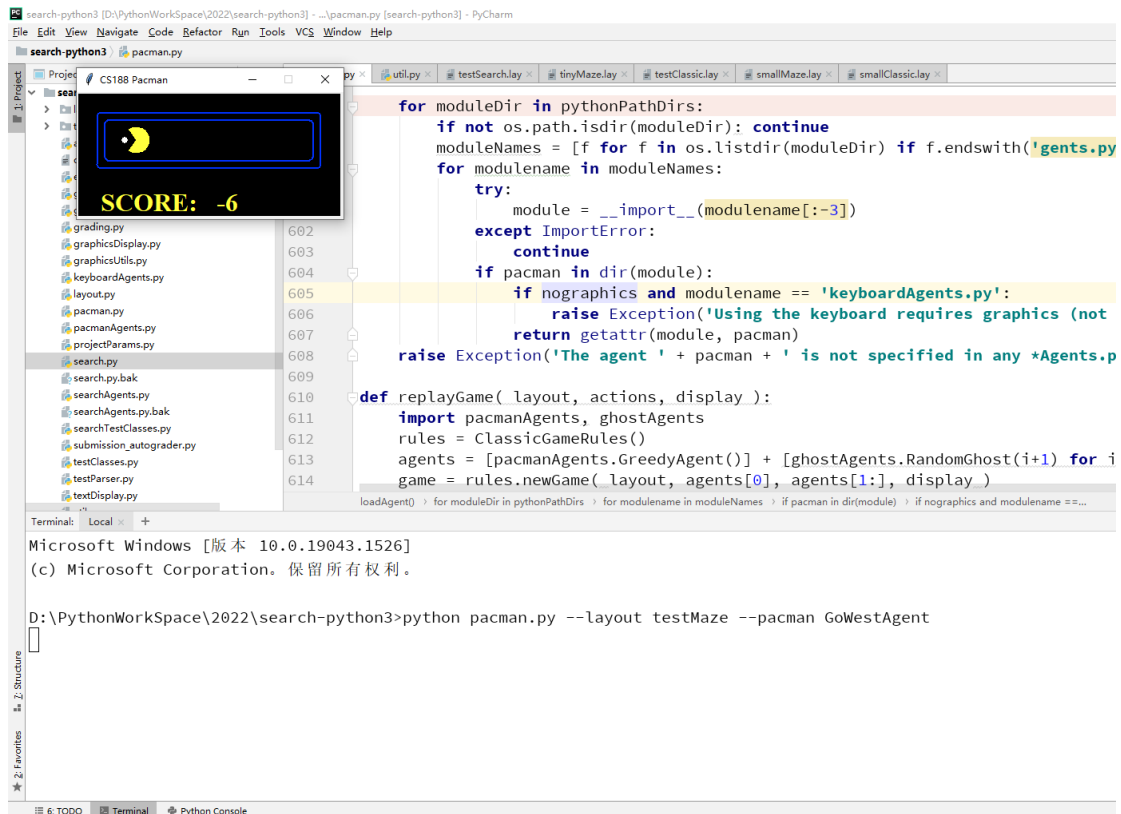 search-python3 [D:\PythonWorkSpace\2022\search-python3] - ...\pacman.py [search-python3] - PyCharm
File Edit View Navigate Code Refactor Run Tools VCS Window Help
search-python3 pacman.py
1: Project
Projec
CS188 Pacman
py
util.py
testSearch.lay
tinyMaze.lay
testClassic.lay
smallMaze.lay
smallClassic.lay
SCORE: -6
grading.py
graphicsDisplay.py
graphicsUtils.py
keyboardAgents.py
layout.py
pacman.py
pacmanAgents.py
projectParams.py
search.py
search.py.bak
searchAgents.py
searchAgents.py.bak
searchTestClasses.py
submission_autograder.py
testClasses.py
testParser.py
textDisplay.py
for moduleDir in pythonPathDirs:
if not os.path.isdir(moduleDir): continue
moduleNames = [f for f in os.listdir(moduleDir) if f.endswith('gents.py
for modulename in moduleNames:
try:
module = __import__(modulename[:-3])
602 except ImportError:
603 continue
604 if pacman in dir(module):
605 if nographics and modulename == 'keyboardAgents.py':
606 raise Exception('Using the keyboard requires graphics (not
607 return getattr(module, pacman)
608 raise Exception('The agent ' + pacman + ' is not specified in any *Agents.p
609
610 def replayGame( layout, actions, display ):
611 import pacmanAgents, ghostAgents
612 rules = ClassicGameRules()
613 agents = [pacmanAgents.GreedyAgent()] + [ghostAgents.RandomGhost(i+1) for i
614 game = rules.newGame( layout, agents[0], agents[1:], display )
loadAgent() › for moduleDir in pythonPathDirs › for modulename in moduleNames › if pacman in dir(module) › if nographics and modulename ==...
Terminal: Local × +
Microsoft Windows [版本 10.0.19043.1526]
(c) Microsoft Corporation。保留所有权利。
D:\PythonWorkSpace\2022\search-python3>python pacman.py --layout testMaze --pacman GoWestAgent
7: Structure
2: Favorites
6: TODO Terminal Python Console